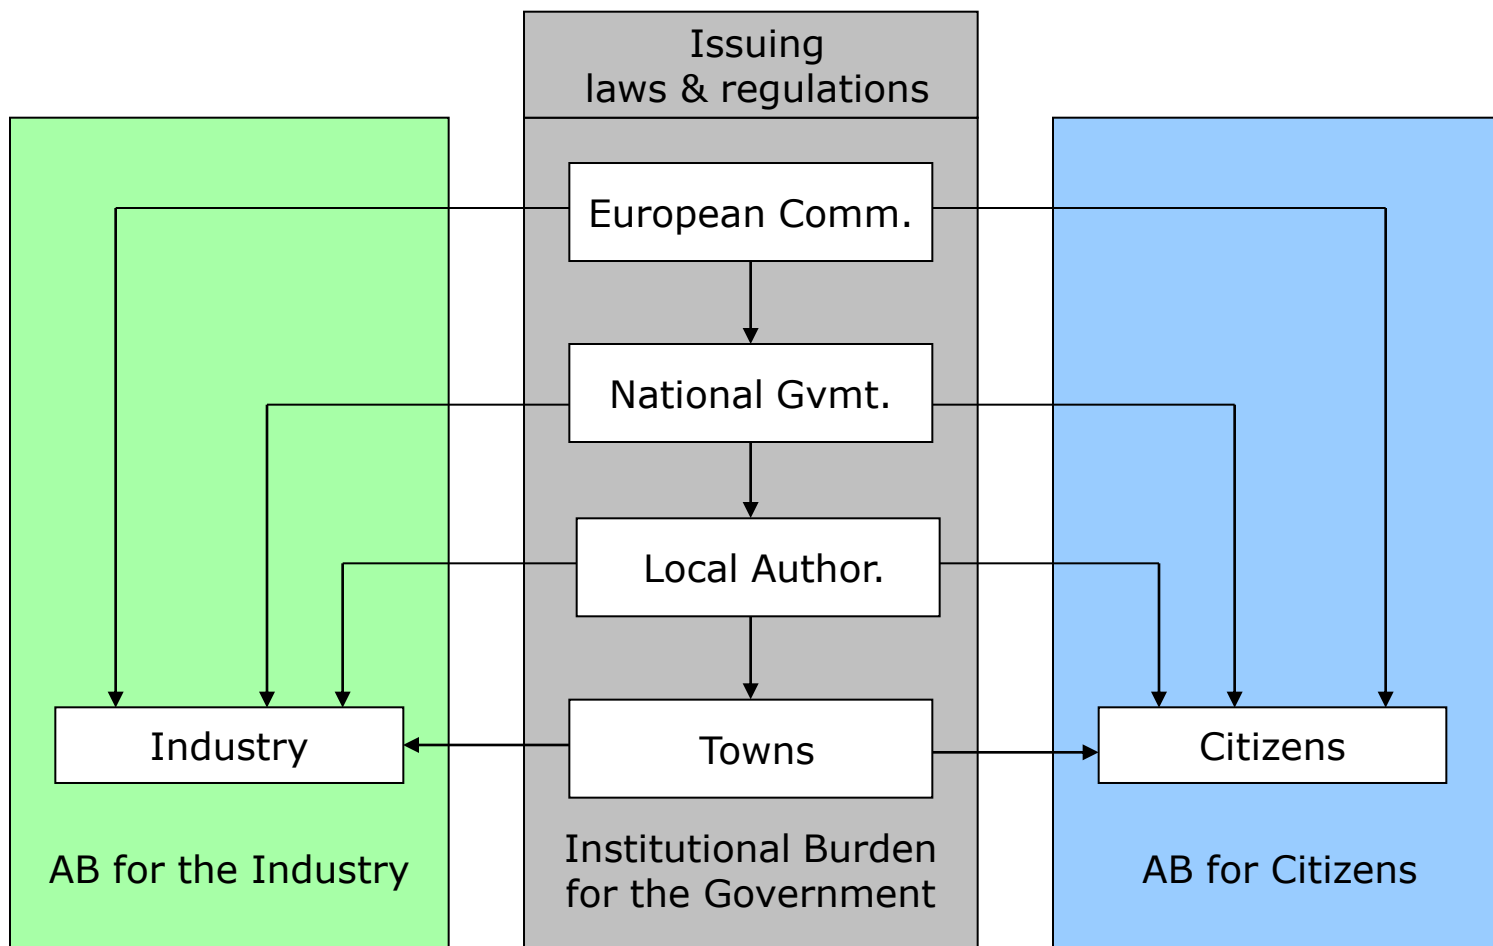 Issuing
laws & regulations
European Comm.
National Gvmt.
Local Author.
Industry
Towns
Citizens
AB for the Industry
Institutional Burden
for the Government
AB for Citizens